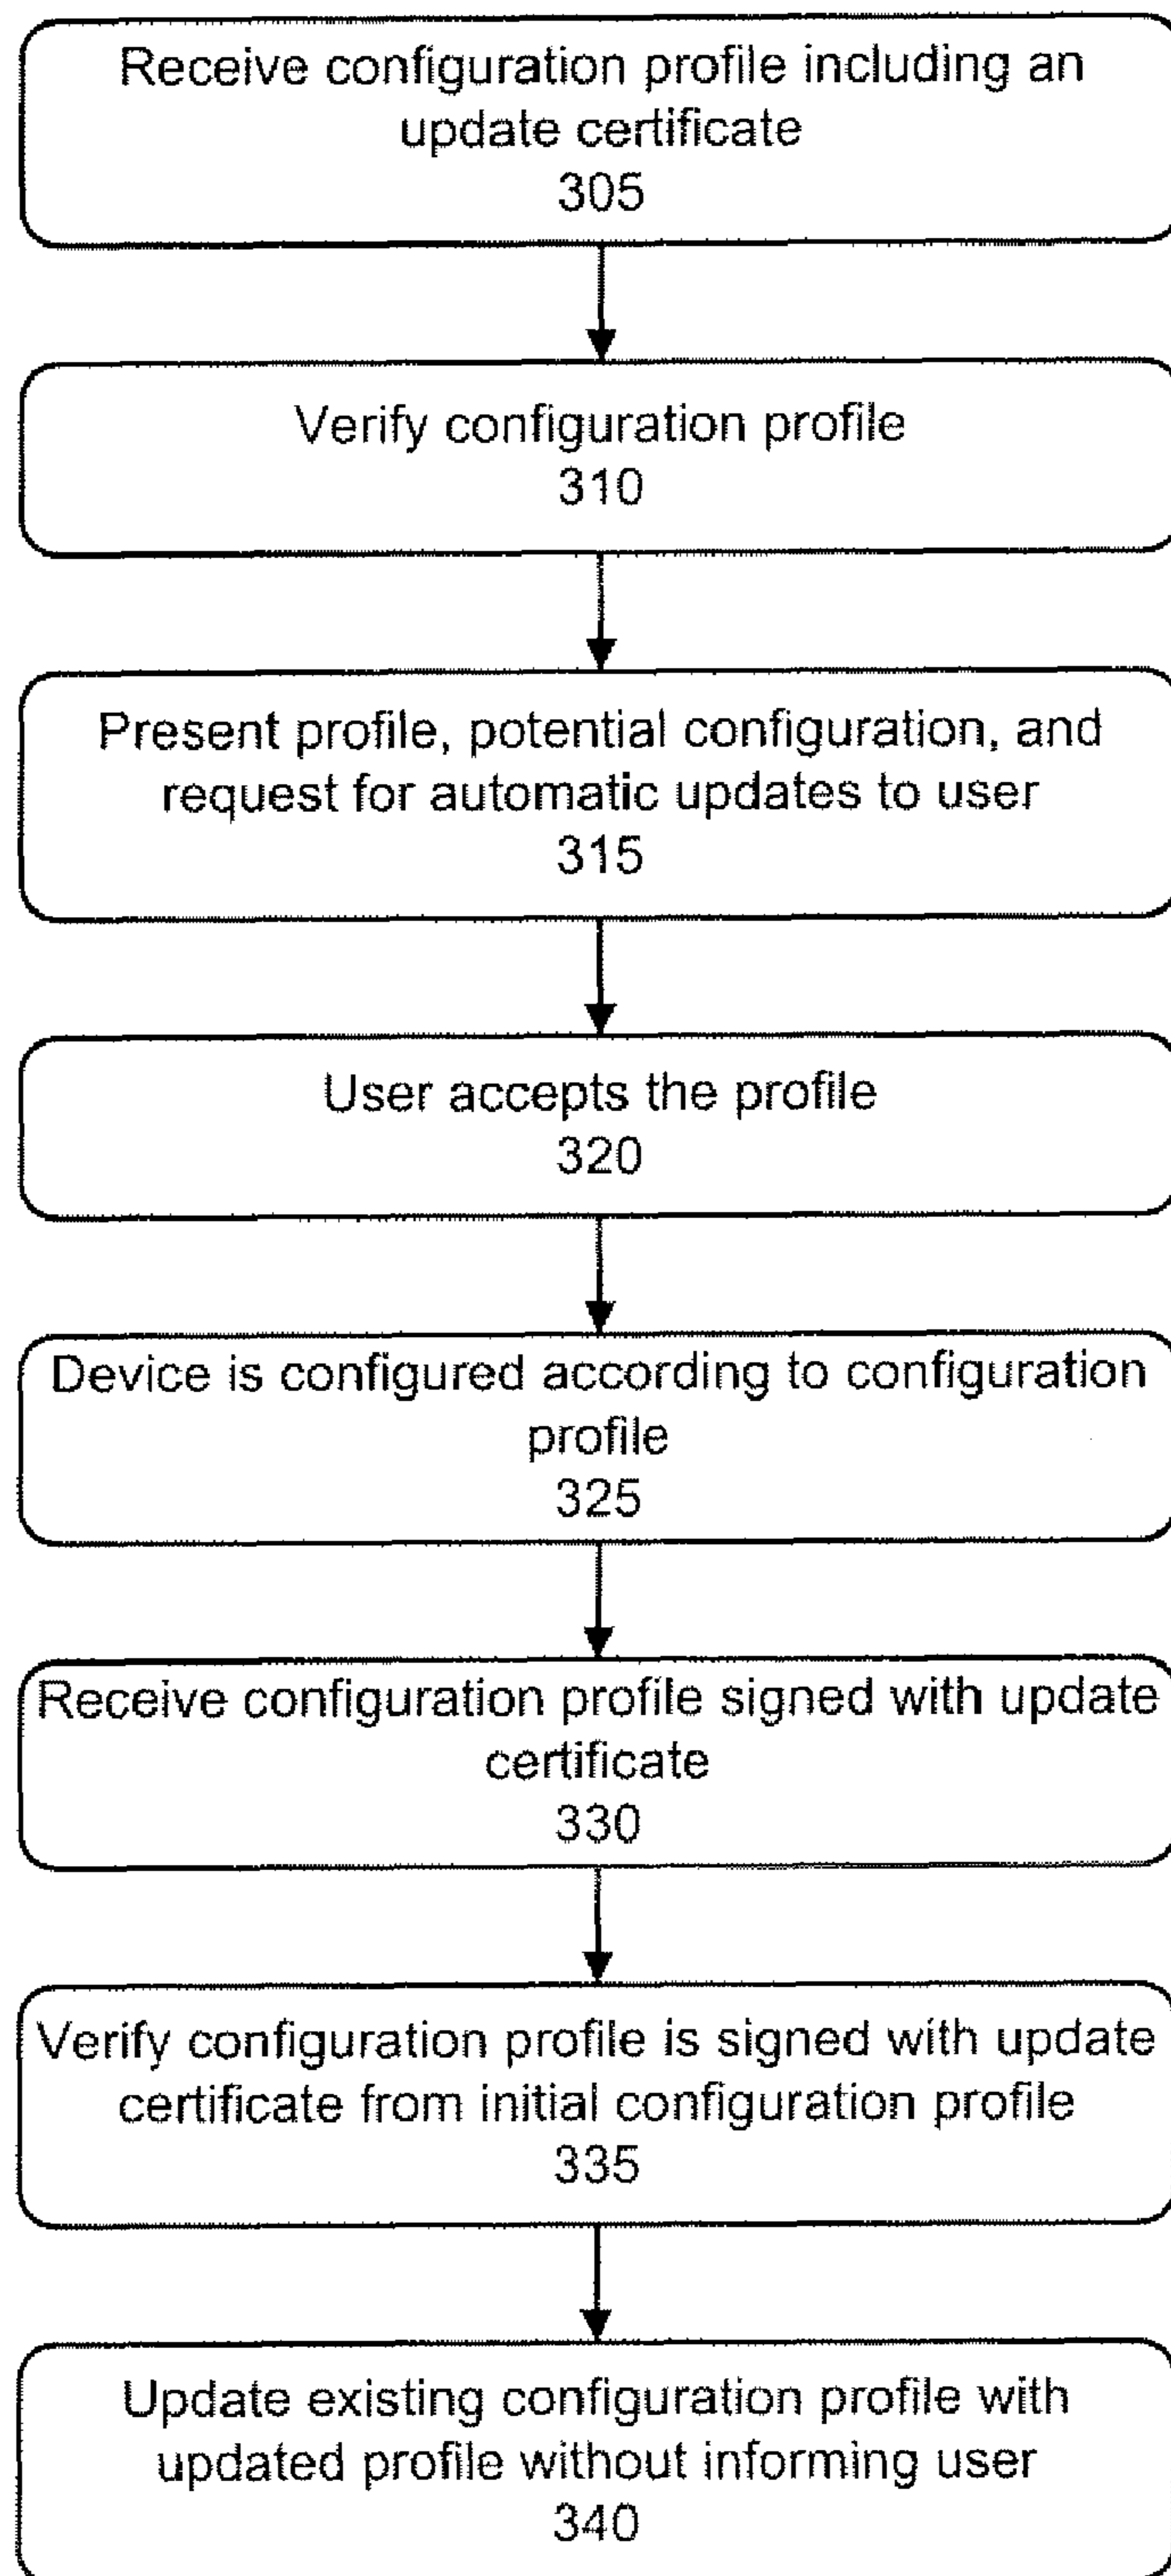 Receive configuration profile including an
update certificate
305
Verify configuration profile
310
Present profile, potential configuration, and
request for automatic updates to user
315
User accepts the profile
320
Device is configured according to configuration
profile
325
Receive configuration profile signed with update
certificate
330
Verify configuration profile is signed with update
certificate from initial configuration profile
335
Update existing configuration profile with
updated profile without informing user
340